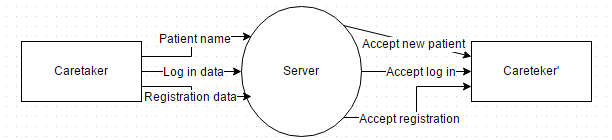 Patient name
Accept new patient
Caretaker
Log in data
Server
Accept log in
Careteker'
Registration data
Accept registration